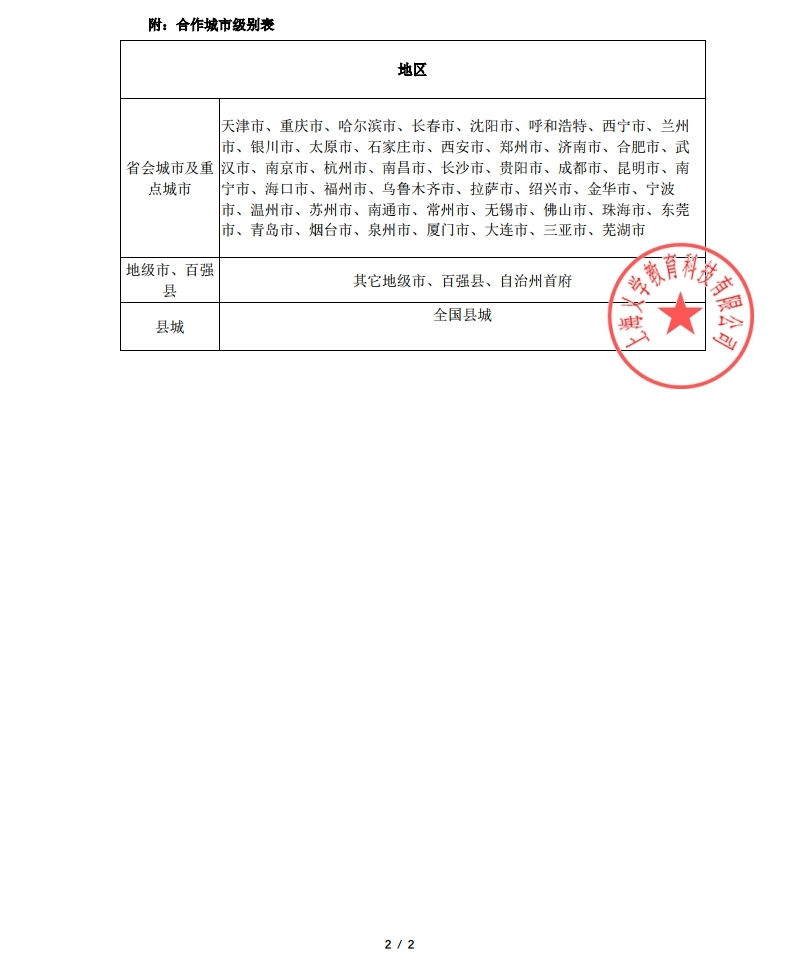 附：合作城市级别表
地区
省会城市及重
点城市
天津市、重庆市、哈尔滨市、长春市、沈阳市、呼和浩特、西宁市、兰州
市、银川市、太原市、石家庄市、西安市、郑州市、济南市、合肥市、武
汉市、南京市、杭州市、南昌市、长沙市、贵阳市、成都市、昆明市、南
宁市、海口市、福州市、乌鲁木齐市、拉萨市、绍兴市、金华市、宁波
市、温州市、苏州市、南通市、常州市、无锡市、佛山市、珠海市、东莞
市、青岛市、烟台市、泉州市、厦门市、大连市、三亚市、芜湖市
地级市、百强
县
其它地级市、百强县、自治州首府
县城
全国县城
上海乂学教育科技有限公司
2 / 2